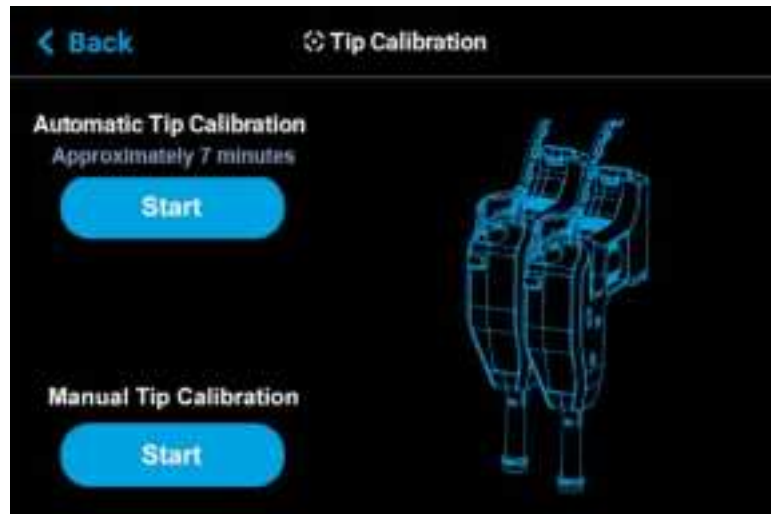 Back
Tip Calibration
Automatic Tip Calibration
Approximately 7 minutes
Start
Manual Tip Calibration
Start